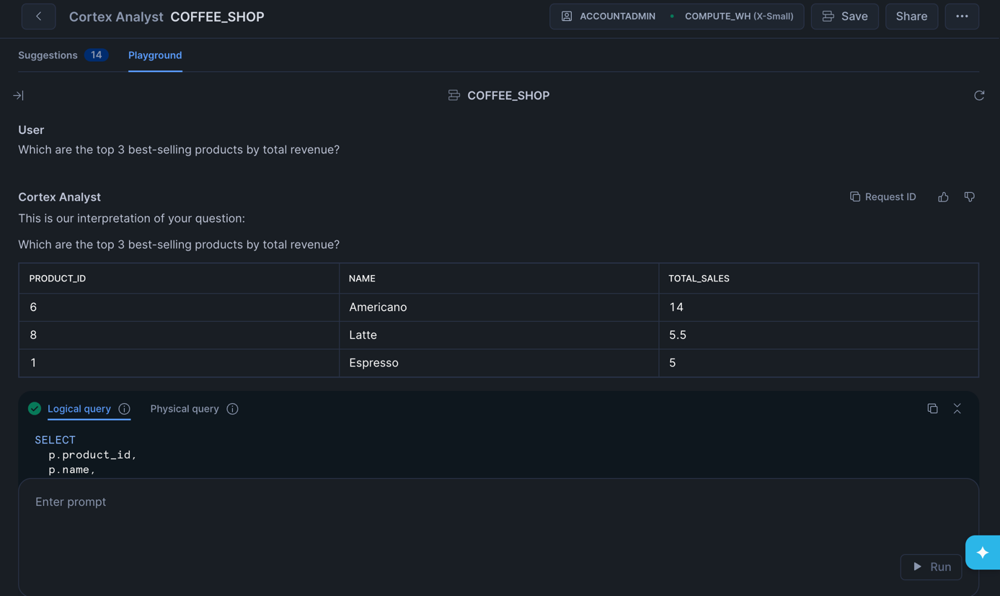 Cortex Analyst COFFEE_SHOP
ACCOUNTADMIN • COMPUTE_WH (X-Small)
Save
Share
Suggestions 14
Playground
COFFEE_SHOP
User
Which are the top 3 best-selling products by total revenue?
Cortex Analyst
Request ID
This is our interpretation of your question:
Which are the top 3 best-selling products by total revenue?
PRODUCT_ID NAME TOTAL_SALES
6 Americano 14
8 Latte 5.5
1 Espresso 5
Logical query Physical query
SELECT
p.product_id,
p.name,
Enter prompt
Run